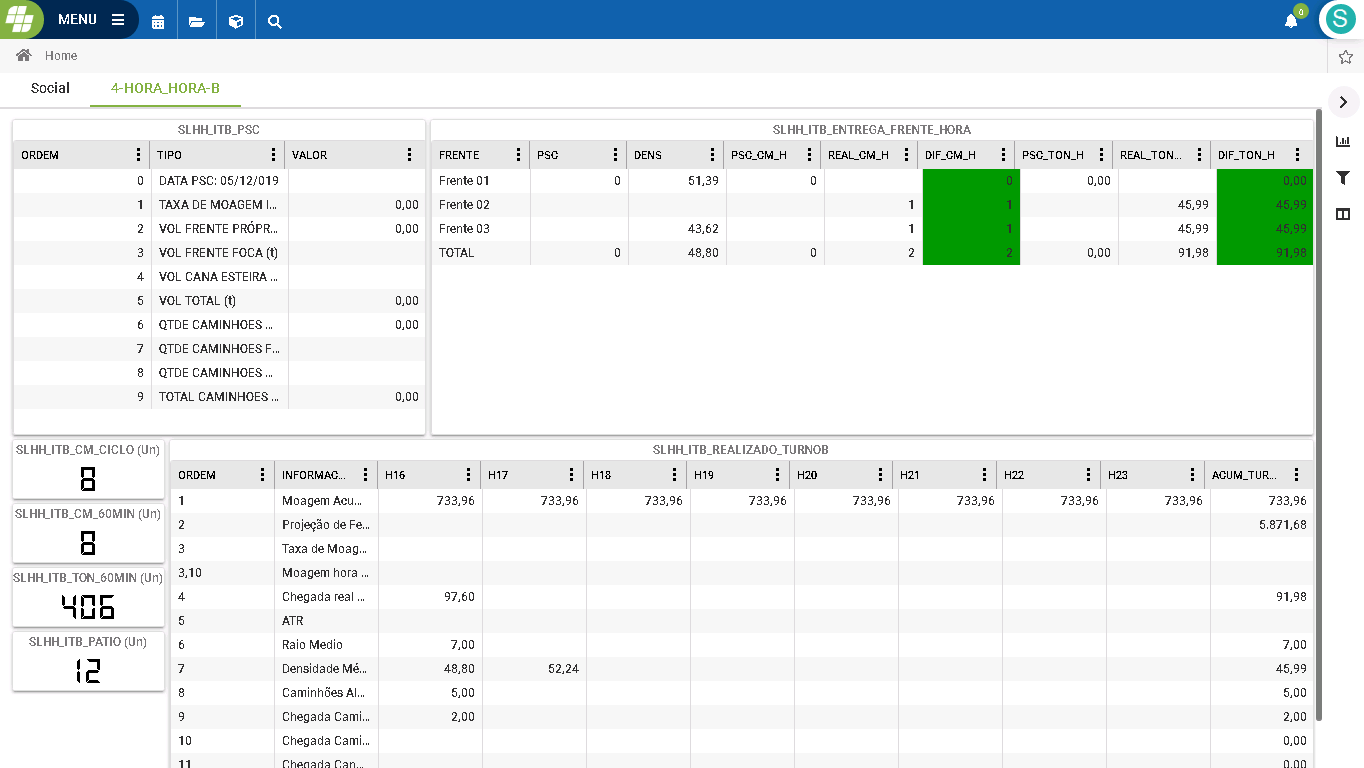 MENU
0
S
Home
Social 4-HORA_HORA-B
SLHH_ITB_PSC
ORDEM TIPO VALOR
0 DATA PSC: 05/12/019
1 TAXA DE MOAGEM I... 0,00
2 VOL FRENTE PRÓPR... 0,00
3 VOL FRENTE FOCA (t)
4 VOL CANA ESTEIRA ...
5 VOL TOTAL (t) 0,00
6 QTDE CAMINHOES ... 0,00
7 QTDE CAMINHOES F...
8 QTDE CAMINHOES ...
9 TOTAL CAMINHOES ... 0,00
SLHH_ITB_ENTREGA_FRENTE_HORA
FRENTE PSC DENS PSC_CM_H REAL_CM_H DIF_CM_H PSC_TON_H REAL_TON... DIF_TON_H
Frente 01 0 51,39 0 0 0,00 0,00
Frente 02 1 1 45,99 45,99
Frente 03 43,62 1 1 45,99 45,99
TOTAL 0 48,80 0 2 2 0,00 91,98 91,98
SLHH_ITB_CM_CICLO (Un)
8
SLHH_ITB_CM_60MIN (Un)
8
SLHH_ITB_TON_60MIN (Un)
406
SLHH_ITB_PATIO (Un)
12
SLHH_ITB_REALIZADO_TURNOB
ORDEM INFORMAC... H16 H17 H18 H19 H20 H21 H22 H23 AGUM_TUR...
1 Moagem Acu... 733,96 733,96 733,96 733,96 733,96 733,96 733,96 733,96 733,96
2 Projeção de Fe... 5.871,68
3 Taxa de Moag...
3,10 Moagem hora ...
4 Chegada real ... 97,60 91,98
5 ATR
6 Raio Medio 7,00 7,00
7 Densidade Mé... 48,80 52,24 45,99
8 Caminhões Al... 5,00 5,00
9 Chegada Cami... 2,00 2,00
10 Chegada Cami... 0,00
11 Chegada Can... 0,00